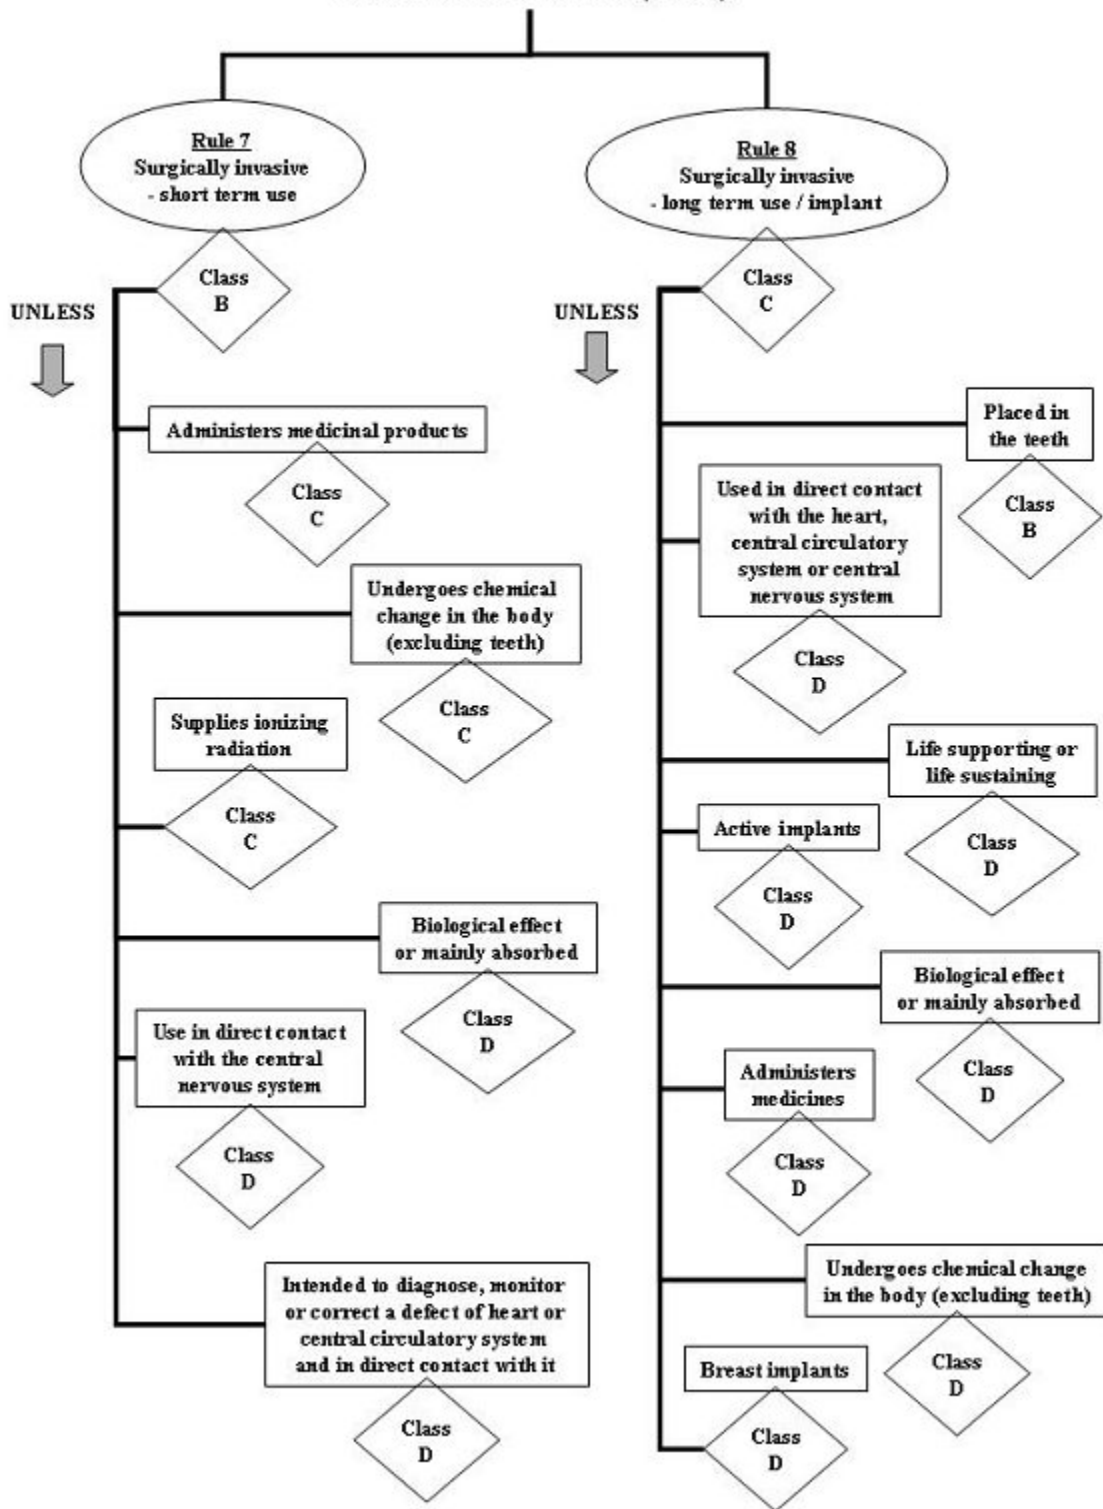 Rule 7
Surgically invasive
- short term use
Class
B
UNLESS
Administers medicinal products
Class
C
Undergoes chemical
change in the body
(excluding teeth)
Class
C
Supplies ionizing
radiation
Class
C
Biological effect
or mainly absorbed
Class
D
Use in direct contact
with the central
nervous system
Class
D
Intended to diagnose, monitor
or correct a defect of heart or
central circulatory system
and in direct contact with it
Class
D
Rule 8
Surgically invasive
- long term use / implant
Class
C
UNLESS
Placed in
the teeth
Class
B
Used in direct contact
with the heart,
central circulatory
system or central
nervous system
Class
D
Life supporting or
life sustaining
Class
D
Active implants
Class
D
Biological effect
or mainly absorbed
Class
D
Administers
medicines
Class
D
Undergoes chemical change
in the body (excluding teeth)
Class
D
Breast implants
Class
D